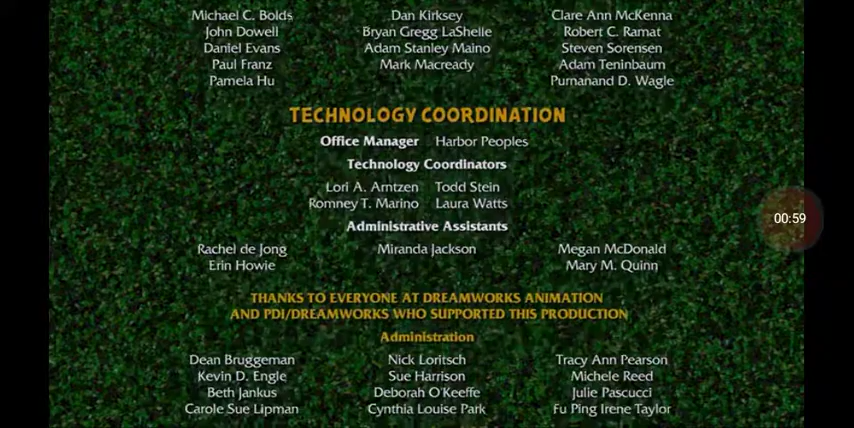 Michael C. Bolds Dan Kirksey Clare Ann McKenna
John Dowell Bryan Gregg LaShelle Robert C. Ramat
Daniel Evans Adam Stanley Maino Steven Sorensen
Paul Franz Mark Macready Adam Teninbaum
Pamela Hu Purnanand D. Wagle
TECHNOLOGY COORDINATION
Office Manager Harbor Peoples
Technology Coordinators
Lori A. Arntzen Todd Stein
Romney T. Marino Laura Watts
Administrative Assistants
Rachel de Jong Miranda Jackson Megan McDonald
Erin Howie Mary M. Quinn
THANKS TO EVERYONE AT DREAMWORKS ANIMATION
AND PDI/DREAMWORKS WHO SUPPORTED THIS PRODUCTION
Administration
Dean Bruggeman Nick Loritsch Tracy Ann Pearson
Kevin D. Engle Sue Harrison Michele Reed
Beth Jankus Deborah O'Keeffe Julie Pascucci
Carole Sue Lipman Cynthia Louise Park Fu Ping Irene Taylor
00:59